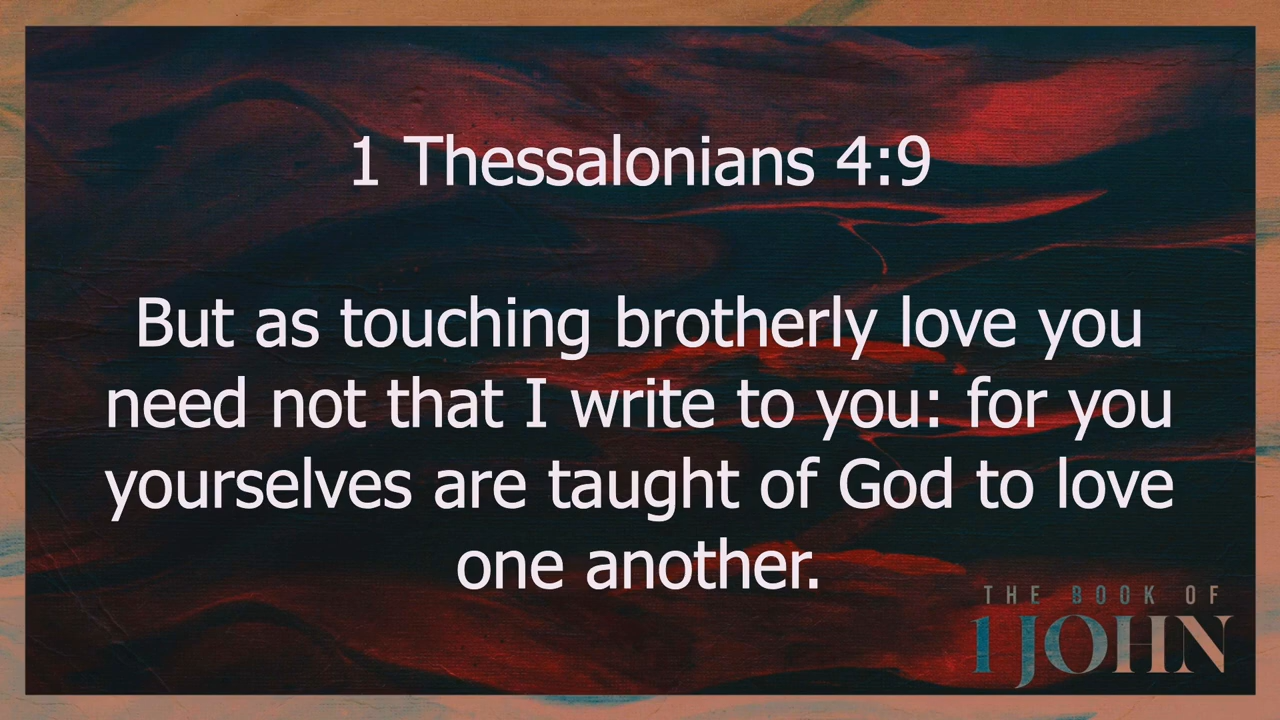 1 Thessalonians 4:9
But as touching brotherly love you
need not that I write to you: for you
yourselves are taught of God to love
one another.
THE BOOK OF
1 JOHN